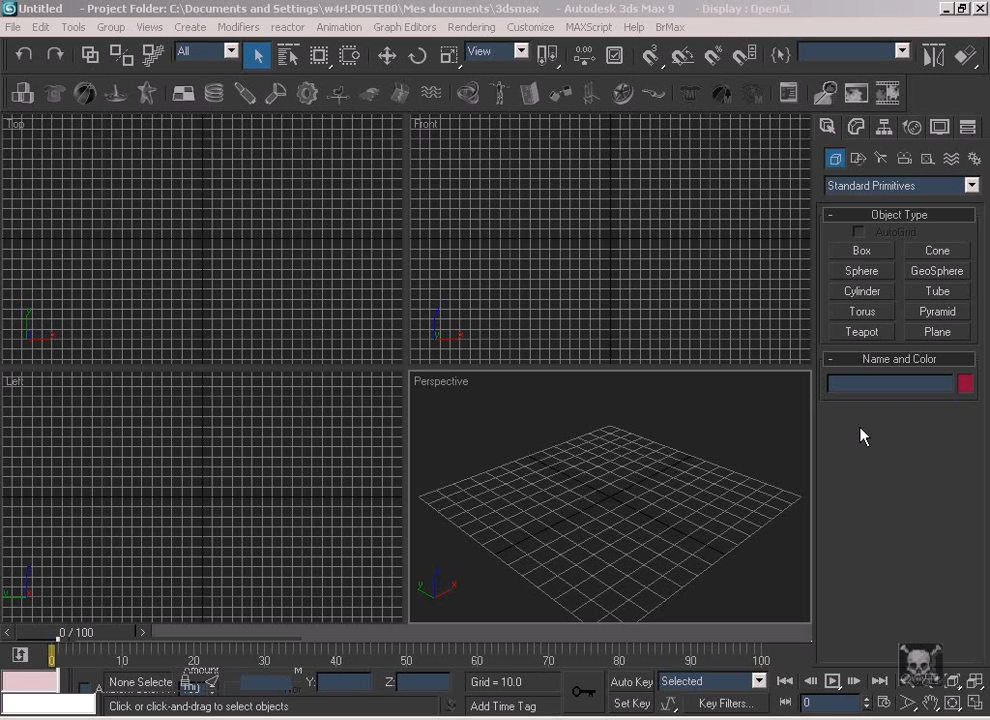 Untitled - Project Folder: C:\Documents and Settings\w4r!.POSTE00\Mes documents\3dsmax - Autodesk 3ds Max 9 - Display : OpenGL
File Edit Tools Group Views Create Modifiers reactor Animation Graph Editors Rendering Customize MAXScript Help BrMax
All View
Top Front
Standard Primitives
- Object Type
AutoGrid
Box Cone
Sphere GeoSphere
Cylinder Tube
Torus Pyramid
Teapot Plane
- Name and Color
Left Perspective
< 0 / 100 >
0 10 20 30 40 50 60 70 80 90 100
Amount
None Selecte Y: Z: Grid = 10.0 Auto Key Selected
Click or click-and-drag to select objects Add Time Tag Set Key Key Filters... 0